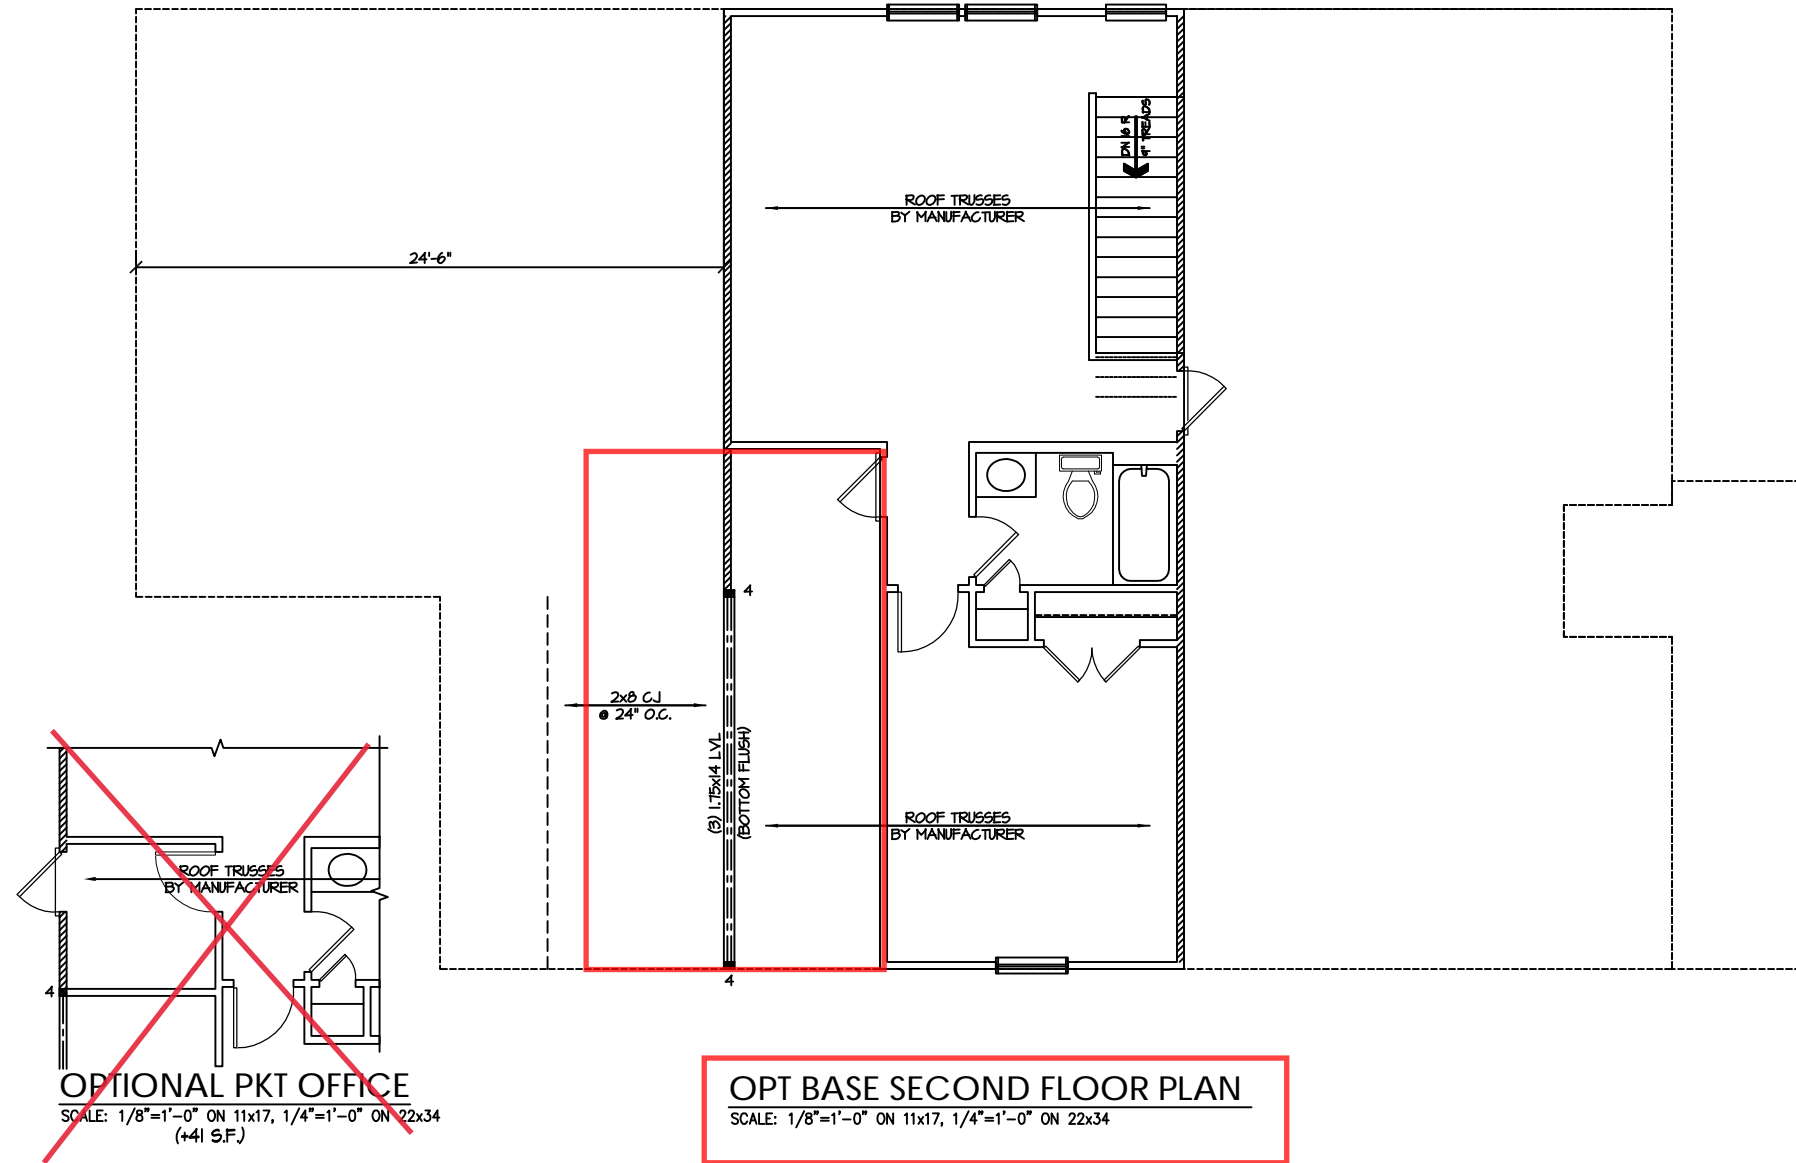 DN 16 R
9" TREADS
ROOF TRUSSES
BY MANUFACTURER
24'-6"
4
2x8 CJ
@ 24" O.C.
(3) 1.75x14 LVL
(BOTTOM FLUSH)
ROOF TRUSSES
BY MANUFACTURER
ROOF TRUSSES
BY MANUFACTURER
4
4
OPTIONAL PKT OFFICE
SCALE: 1/8"=1'-0" ON 11x17, 1/4"=1'-0" ON 22x34
(+41 S.F.)
OPT BASE SECOND FLOOR PLAN
SCALE: 1/8"=1'-0" ON 11x17, 1/4"=1'-0" ON 22x34